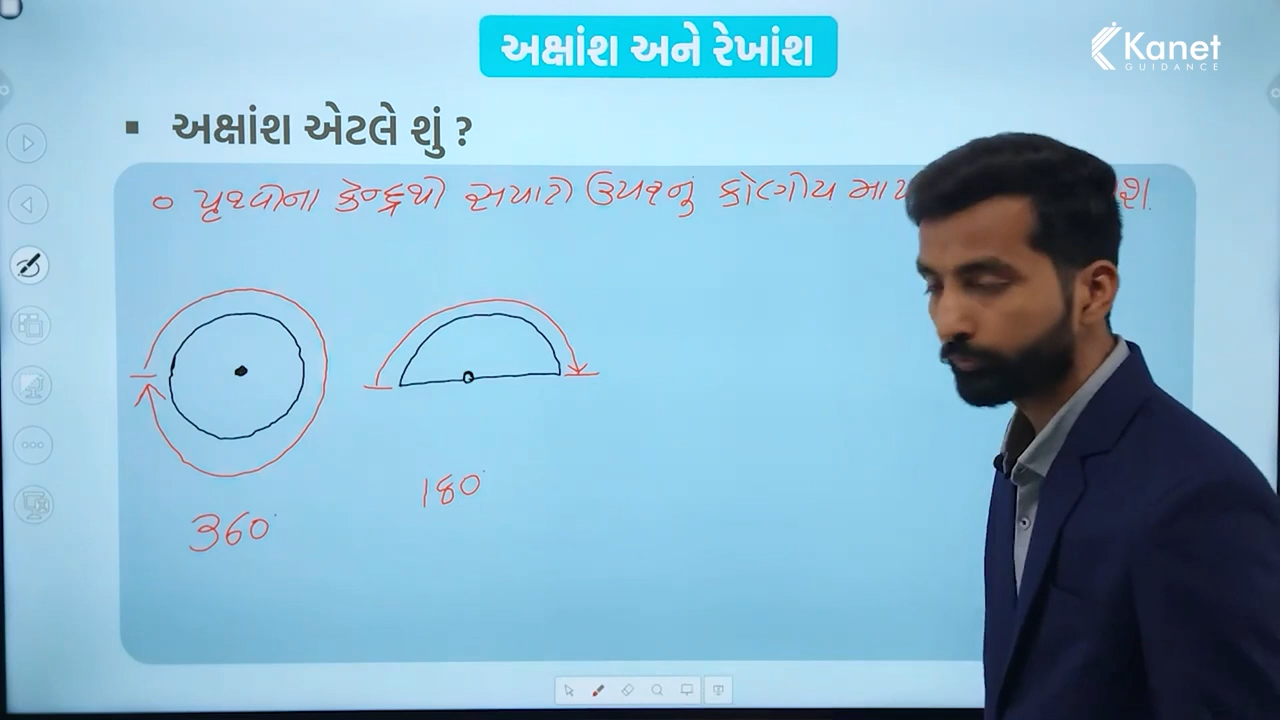 અક્ષાંશ અને રેખાંશ
Kanet
GUIDANCE
અક્ષાંશ એટલે શું ?
પૃથ્વીના કેન્દ્રથી સપાટી ઉપરનું કોણીય
360°
180°